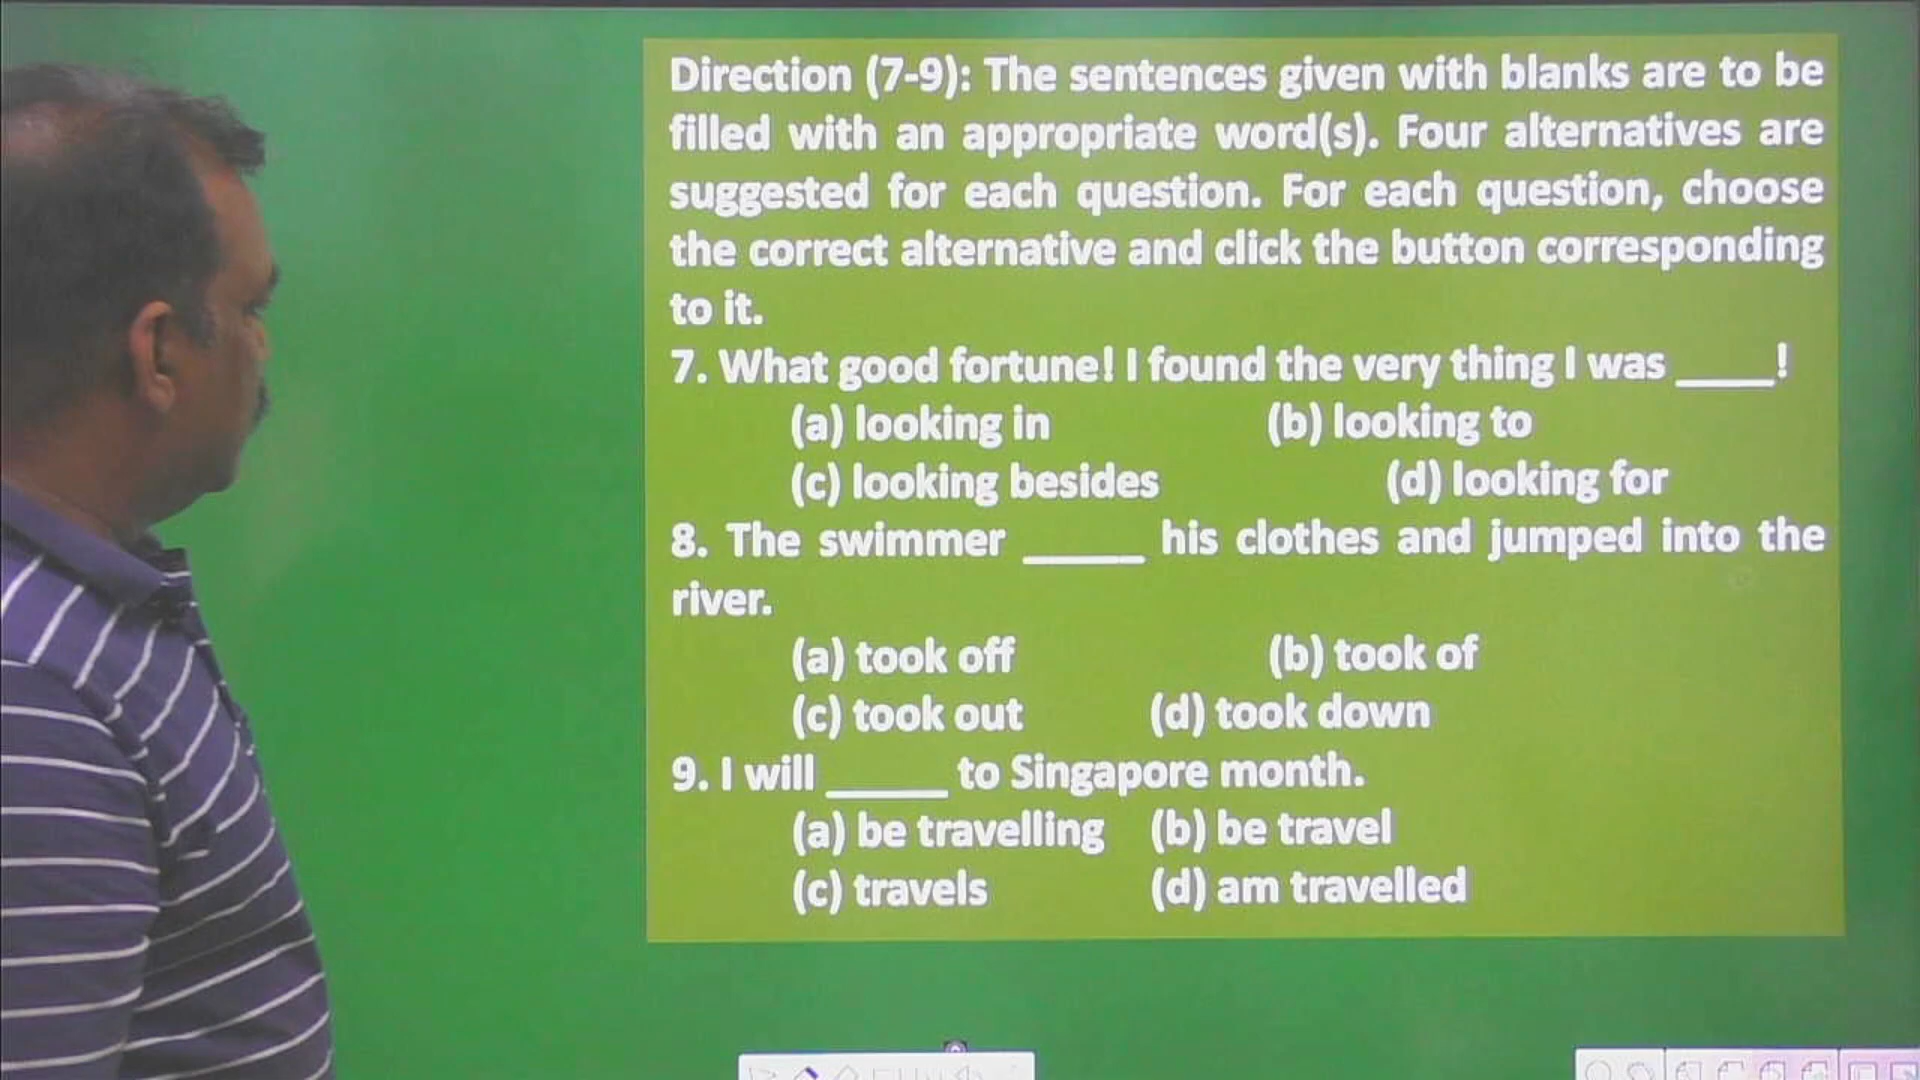 Direction (7-9): The sentences given with blanks are to be
filled with an appropriate word(s). Four alternatives are
suggested for each question. For each question, choose
the correct alternative and click the button corresponding
to it.
7. What good fortune! I found the very thing I was _____!
(a) looking in (b) looking to
(c) looking besides (d) looking for
8. The swimmer _____ his clothes and jumped into the
river.
(a) took off (b) took of
(c) took out (d) took down
9. I will _____ to Singapore month.
(a) be travelling (b) be travel
(c) travels (d) am travelled